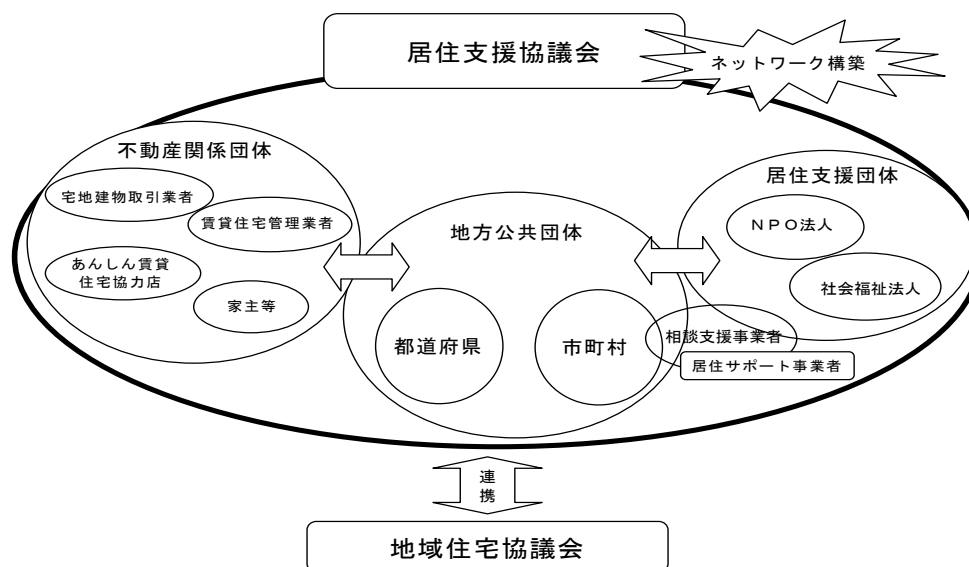 居住支援協議会
ネットワーク構築
不動産関係団体
宅地建物取引業者
賃貸住宅管理業者
あんしん賃貸
住宅協力店
家主等
地方公共団体
都道府県
市町村
居住支援団体
ＮＰＯ法人
社会福祉法人
相談支援事業者
居住サポート事業者
連携
地域住宅協議会